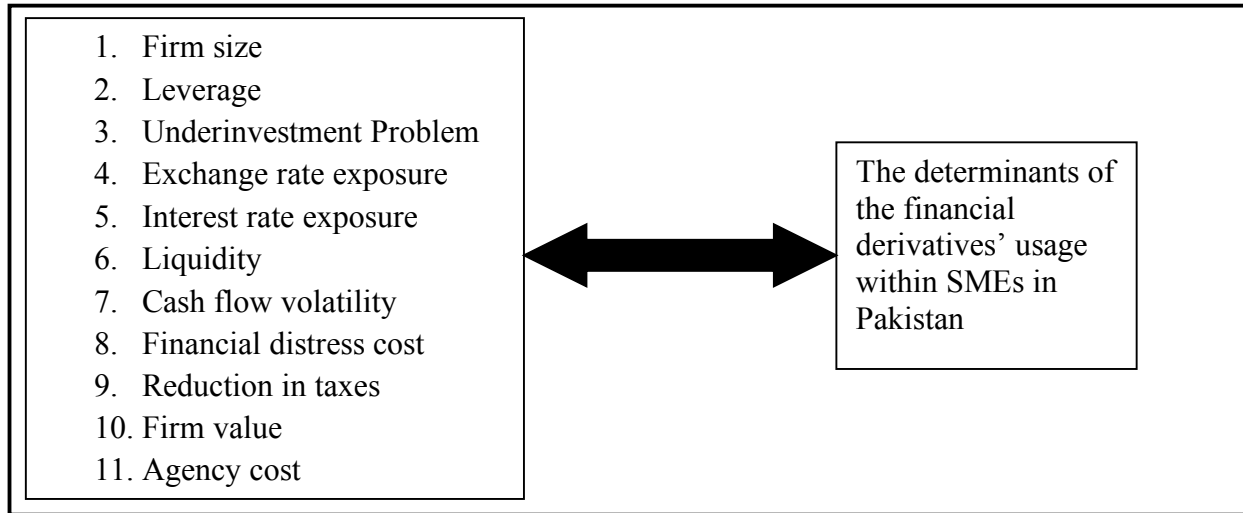 1. Firm size
2. Leverage
3. Underinvestment Problem
4. Exchange rate exposure
5. Interest rate exposure
6. Liquidity
7. Cash flow volatility
8. Financial distress cost
9. Reduction in taxes
10. Firm value
11. Agency cost
The determinants of
the financial
derivatives’ usage
within SMEs in
Pakistan